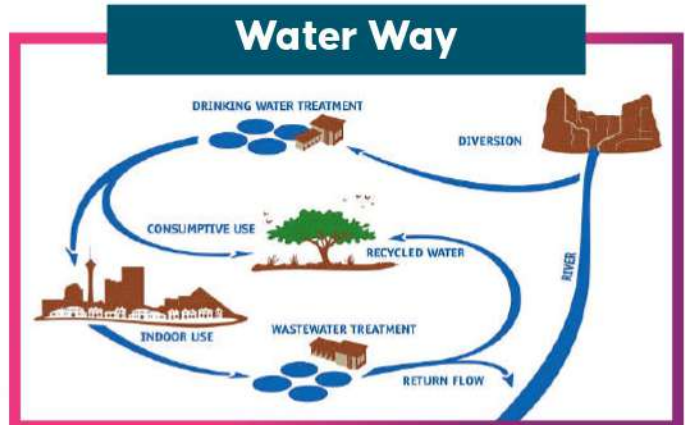 Water Way
DRINKING WATER TREATMENT
DIVERSION
CONSUMPTIVE USE
RECYCLED WATER
RIVER
INDOOR USE
WASTEWATER TREATMENT
RETURN FLOW